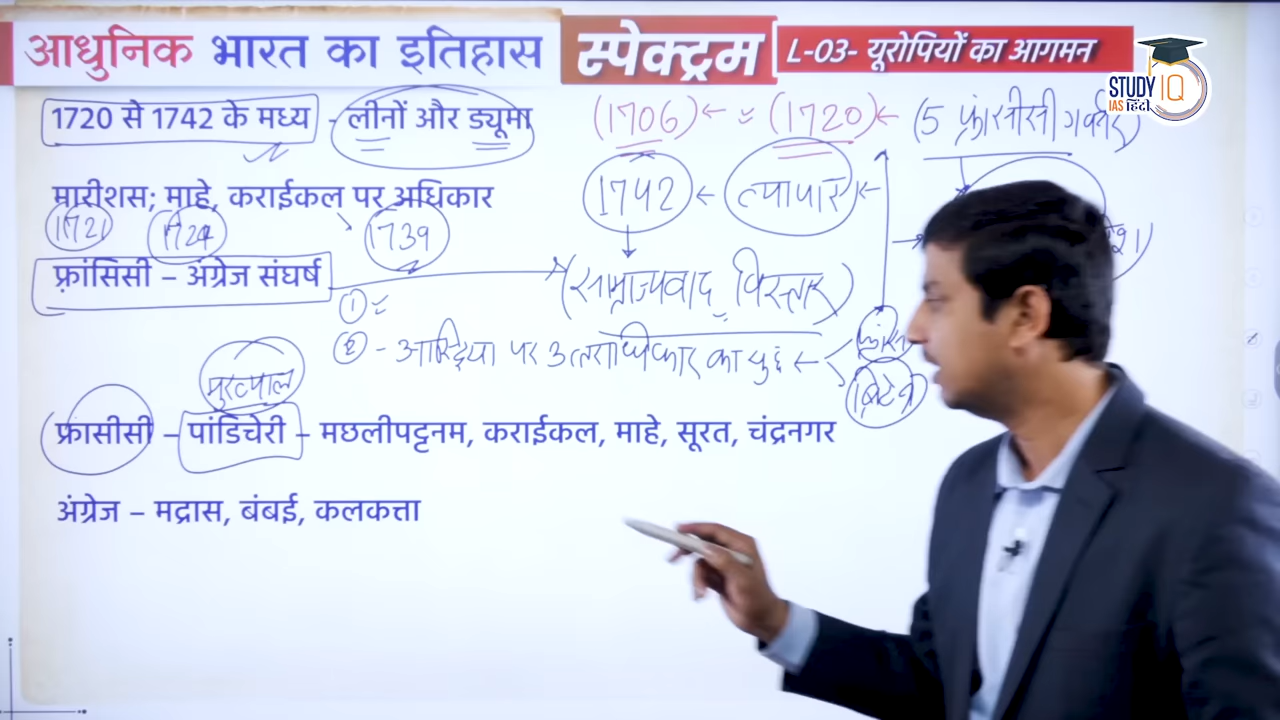 आधुनिक भारत का इतिहास स्पेक्ट्रम L-03- यूरोपियों का आगमन
STUDY IQ
IAS हिंदी
1720 से 1742 के मध्य - लीनों और ड्यूमा (1706) ← (1720) ← (5 फ्रांसीसी गवर्नर)
मारीशस; माहे, कराईकल पर अधिकार 1742 ← व्यापार ←
1721 1724 1739
फ़्रांसिसी – अंग्रेज संघर्ष (साम्राज्यवाद, विस्तार)
①
② - आस्ट्रिया पर उत्तराधिकार का युद्ध ←
ब्रिटेन
मुख्यालय
फ्रासीसी – पांडिचेरी – मछलीपट्टनम, कराईकल, माहे, सूरत, चंद्रनगर
अंग्रेज – मद्रास, बंबई, कलकत्ता